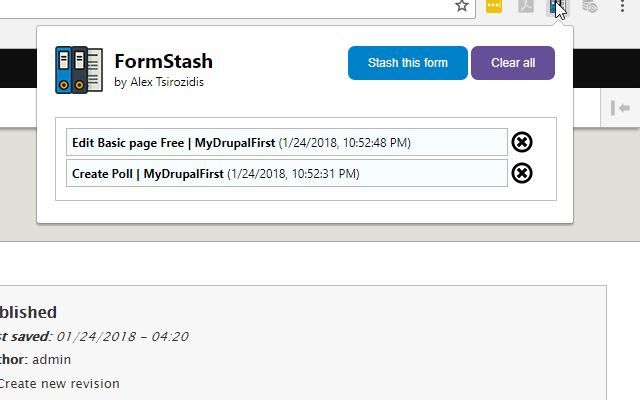 FormStash
by Alex Tsirozidis
Stash this form
Clear all
Edit Basic page Free | MyDrupalFirst (1/24/2018, 10:52:48 PM)
Create Poll | MyDrupalFirst (1/24/2018, 10:52:31 PM)
blished
st saved: 01/24/2018 - 04:20
thor: admin
Create new revision